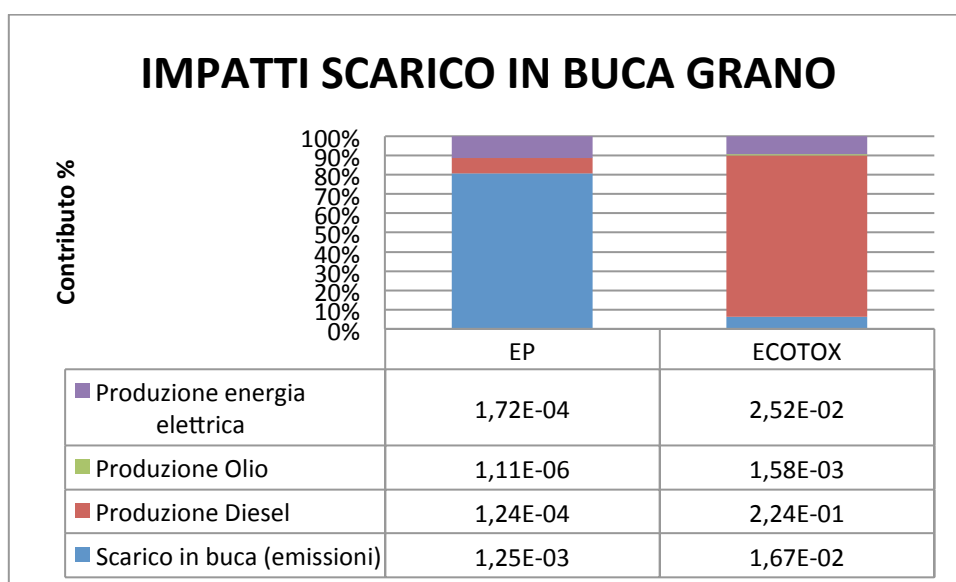 IMPATTI SCARICO IN BUCA GRANO
Contributo %
100%
90%
80%
70%
60%
50%
40%
30%
20%
10%
0%
EP ECOTOX
Produzione energia
elettrica 1,72E-04 2,52E-02
Produzione Olio 1,11E-06 1,58E-03
Produzione Diesel 1,24E-04 2,24E-01
Scarico in buca (emissioni) 1,25E-03 1,67E-02